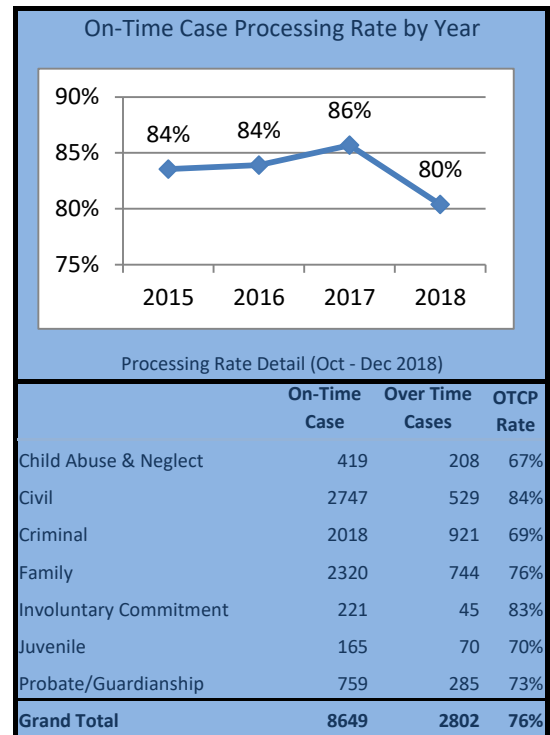 On-Time Case Processing Rate by Year
90%
85%
80%
75%
84%
84%
86%
80%
2015 2016 2017 2018
Processing Rate Detail (Oct - Dec 2018)
On-Time Case Over Time Cases OTCP Rate
Child Abuse & Neglect 419 208 67%
Civil 2747 529 84%
Criminal 2018 921 69%
Family 2320 744 76%
Involuntary Commitment 221 45 83%
Juvenile 165 70 70%
Probate/Guardianship 759 285 73%
Grand Total 8649 2802 76%